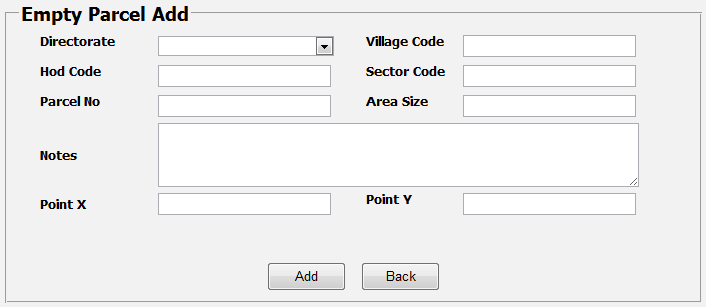 Empty Parcel Add
Directorate Village Code
Hod Code Sector Code
Parcel No Area Size
Notes
Point X Point Y
Add Back